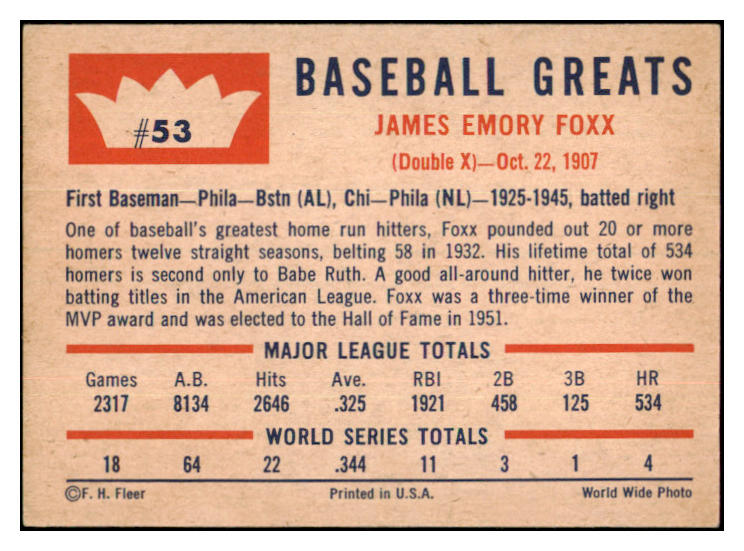 #53
BASEBALL GREATS
JAMES EMORY FOXX
(Double X)—Oct. 22, 1907
First Baseman—Phila—Bstn (AL), Chi—Phila (NL)—1925-1945, batted right
One of baseball's greatest home run hitters, Foxx pounded out 20 or more
homers twelve straight seasons, belting 58 in 1932. His lifetime total of 534
homers is second only to Babe Ruth. A good all-around hitter, he twice won
batting titles in the American League. Foxx was a three-time winner of the
MVP award and was elected to the Hall of Fame in 1951.
MAJOR LEAGUE TOTALS
Games A.B. Hits Ave. RBI 2B 3B HR
2317 8134 2646 .325 1921 458 125 534
WORLD SERIES TOTALS
18 64 22 .344 11 3 1 4
©F. H. Fleer Printed in U.S.A. World Wide Photo